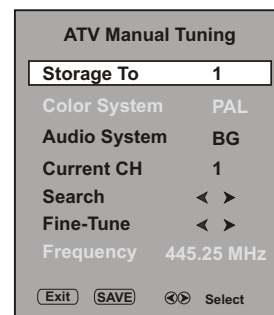 ATV Manual Tuning
Storage To 1
Color System PAL
Audio System BG
Current CH 1
Search
Fine-Tune
Frequency 445.25 MHz
Exit SAVE Select